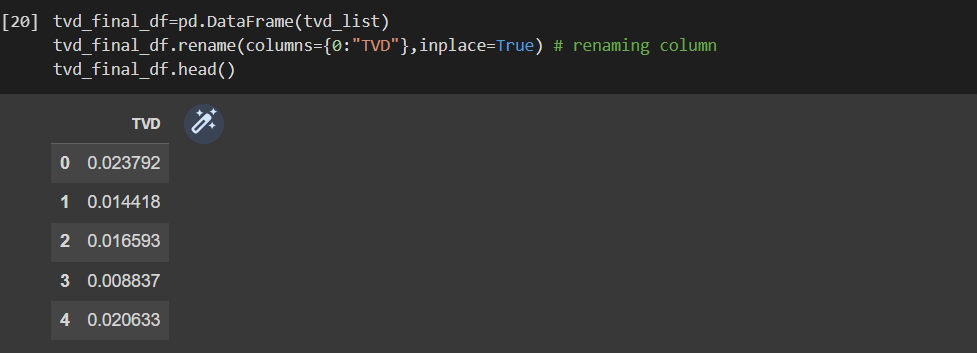 [20] tvd_final_df=pd.DataFrame(tvd_list)
tvd_final_df.rename(columns={0:"TVD"},inplace=True) # renaming column
tvd_final_df.head()
TVD
0 0.023792
1 0.014418
2 0.016593
3 0.008837
4 0.020633